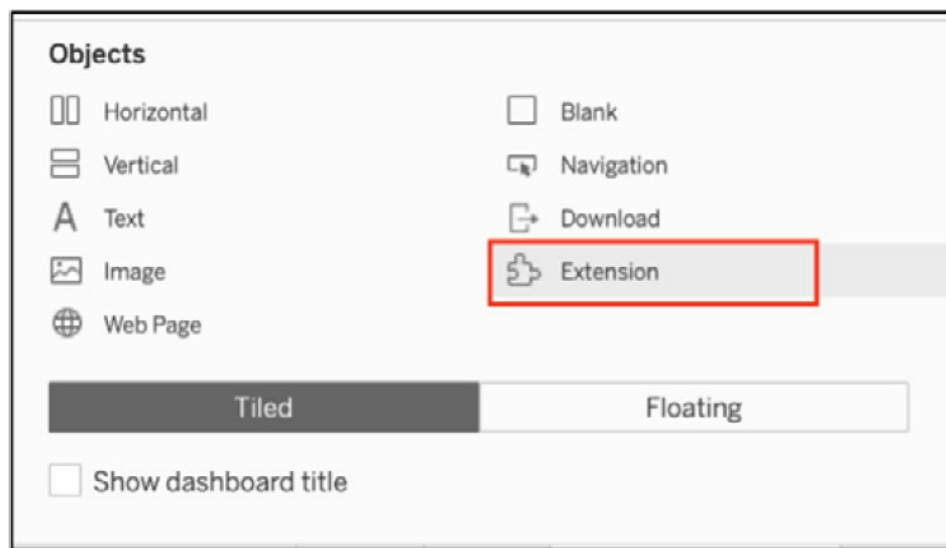 Objects
Horizontal
Blank
Vertical
Navigation
Text
Download
Image
Extension
Web Page
Tiled
Floating
Show dashboard title